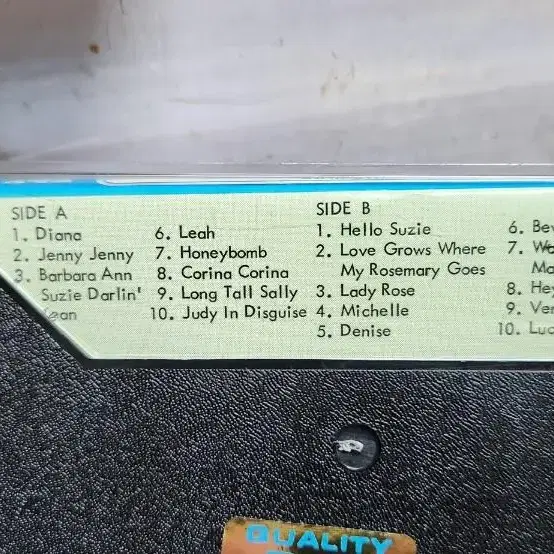 SIDE A
1. Diana
2. Jenny Jenny
3. Barbara Ann
Suzie Darlin'
6. Leah
7. Honeybomb
8. Corina Corina
9. Long Tall Sally
10. Judy In Disguise
SIDE B
1. Hello Suzie
2. Love Grows Where
My Rosemary Goes
3. Lady Rose
4. Michelle
5. Denise
6.
7.
8. Hey
9.
10.
QUALITY